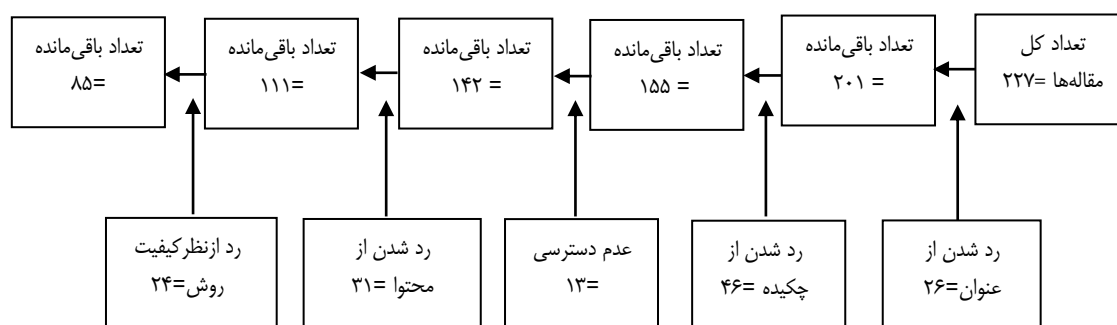 تعداد کل
مقاله‌ها =۲۲۷
تعداد باقی‌مانده
= ۲۰۱
تعداد باقی‌مانده
= ۱۵۵
تعداد باقی‌مانده
= ۱۴۲
تعداد باقی‌مانده
=۱۱۱
تعداد باقی‌مانده
=۸۵
رد شدن از
عنوان=۲۶
رد شدن از
چکیده =۴۶
عدم دسترسی
=۱۳
رد شدن از
محتوا =۳۱
رد ازنظرکیفیت
روش=۲۴